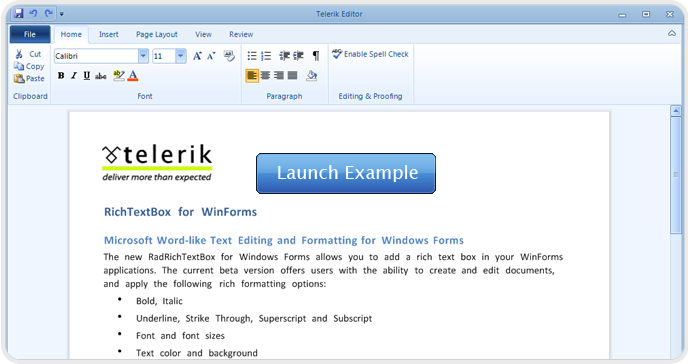 Telerik Editor
File Home Insert Page Layout Review
Cut
Copy
Paste
Clipboard
Calibri 11
B I U abc ab A
Font
Paragraph
ABC Enable Spell Check
Editing & Proofing
telerik
deliver more than expected
Launch Example
RichTextBox for WinForms
Microsoft Word-like Text Editing and Formatting for Windows Forms
The new RadRichTextBox for Windows Forms allows you to add a rich text box in your WinForms
applications. The current beta version offers users with the ability to create and edit documents,
and apply the following rich formatting options:
• Bold, Italic
• Underline, Strike Through, Superscript and Subscript
• Font and font sizes
• Text color and background